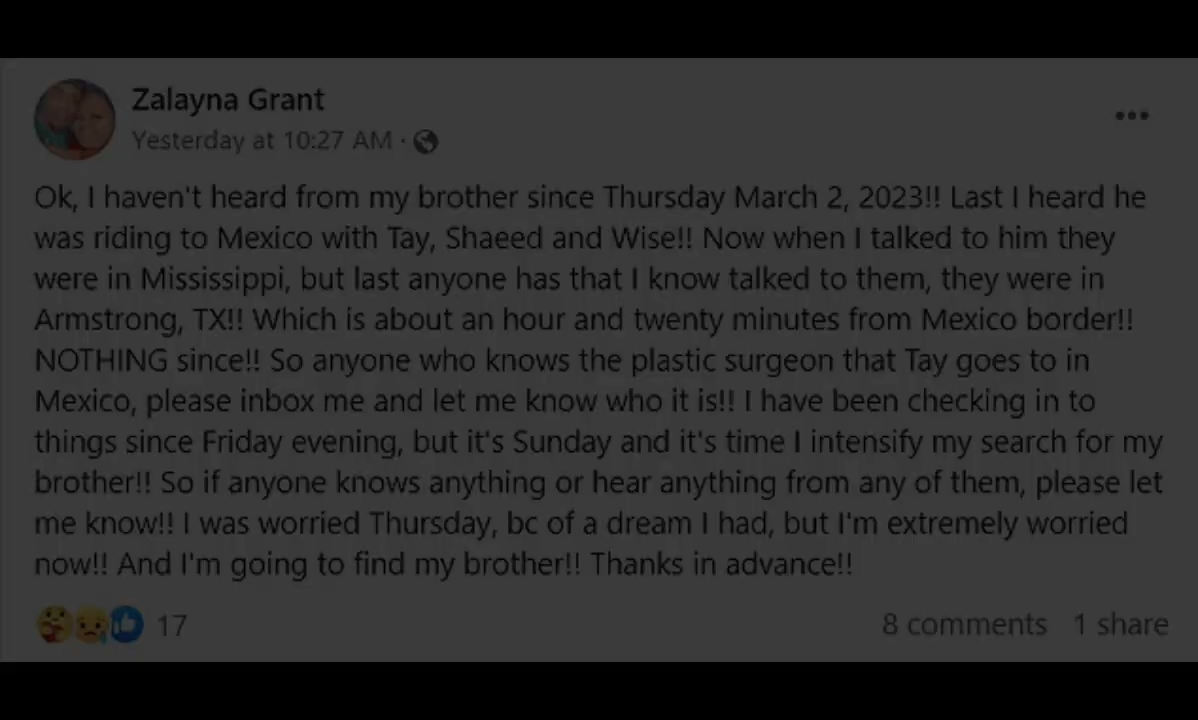 Zalayna Grant
Yesterday at 10:27 AM ·
Ok, I haven't heard from my brother since Thursday March 2, 2023!! Last I heard he
was riding to Mexico with Tay, Shaeed and Wise!! Now when I talked to him they
were in Mississippi, but last anyone has that I know talked to them, they were in
Armstrong, TX!! Which is about an hour and twenty minutes from Mexico border!!
NOTHING since!! So anyone who knows the plastic surgeon that Tay goes to in
Mexico, please inbox me and let me know who it is!! I have been checking in to
things since Friday evening, but it's Sunday and it's time I intensify my search for my
brother!! So if anyone knows anything or hear anything from any of them, please let
me know!! I was worried Thursday, bc of a dream I had, but I'm extremely worried
now!! And I'm going to find my brother!! Thanks in advance!!
17 8 comments 1 share